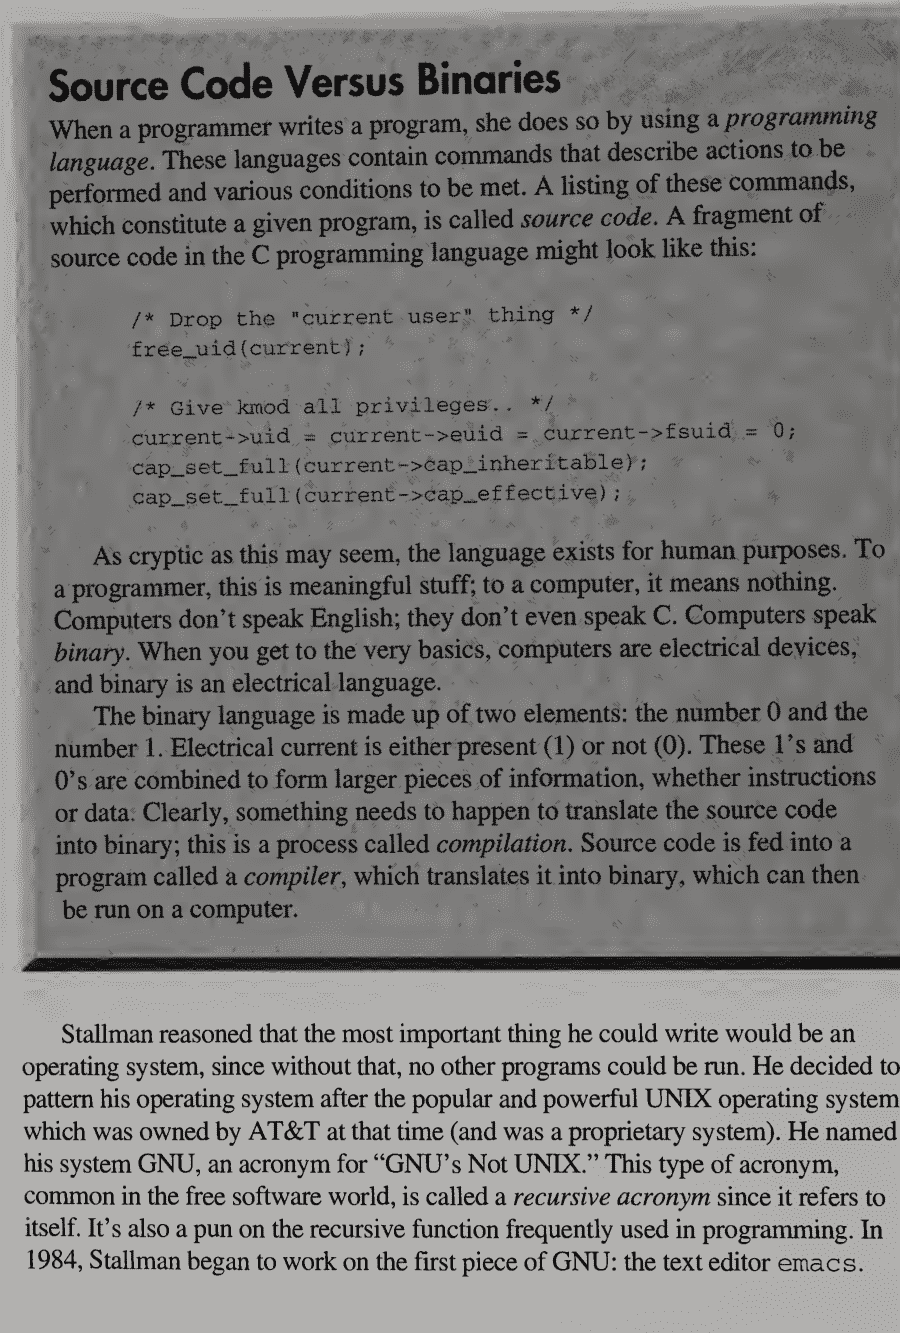 Source Code Versus Binaries
When a programmer writes a program, she does so by using a programming
language. These languages contain commands that describe actions to be
performed and various conditions to be met. A listing of these commands,
which constitute a given program, is called source code. A fragment of
source code in the C programming language might look like this:
/* Drop the "current user" thing */
free_uid(current);
/* Give kmod all privileges.. */
current->uid = current->euid = current->fsuid = 0;
cap_set_full(current->cap_inheritable);
cap_set_full(current->cap_effective);
As cryptic as this may seem, the language exists for human purposes. To
a programmer, this is meaningful stuff; to a computer, it means nothing.
Computers don't speak English; they don't even speak C. Computers speak
binary. When you get to the very basics, computers are electrical devices,
and binary is an electrical language.
The binary language is made up of two elements: the number 0 and the
number 1. Electrical current is either present (1) or not (0). These 1's and
0's are combined to form larger pieces of information, whether instructions
or data. Clearly, something needs to happen to translate the source code
into binary; this is a process called compilation. Source code is fed into a
program called a compiler, which translates it into binary, which can then
be run on a computer.
Stallman reasoned that the most important thing he could write would be an
operating system, since without that, no other programs could be run. He decided to
pattern his operating system after the popular and powerful UNIX operating system
which was owned by AT&T at that time (and was a proprietary system). He named
his system GNU, an acronym for “GNU's Not UNIX.” This type of acronym,
common in the free software world, is called a recursive acronym since it refers to
itself. It's also a pun on the recursive function frequently used in programming. In
1984, Stallman began to work on the first piece of GNU: the text editor emacs.